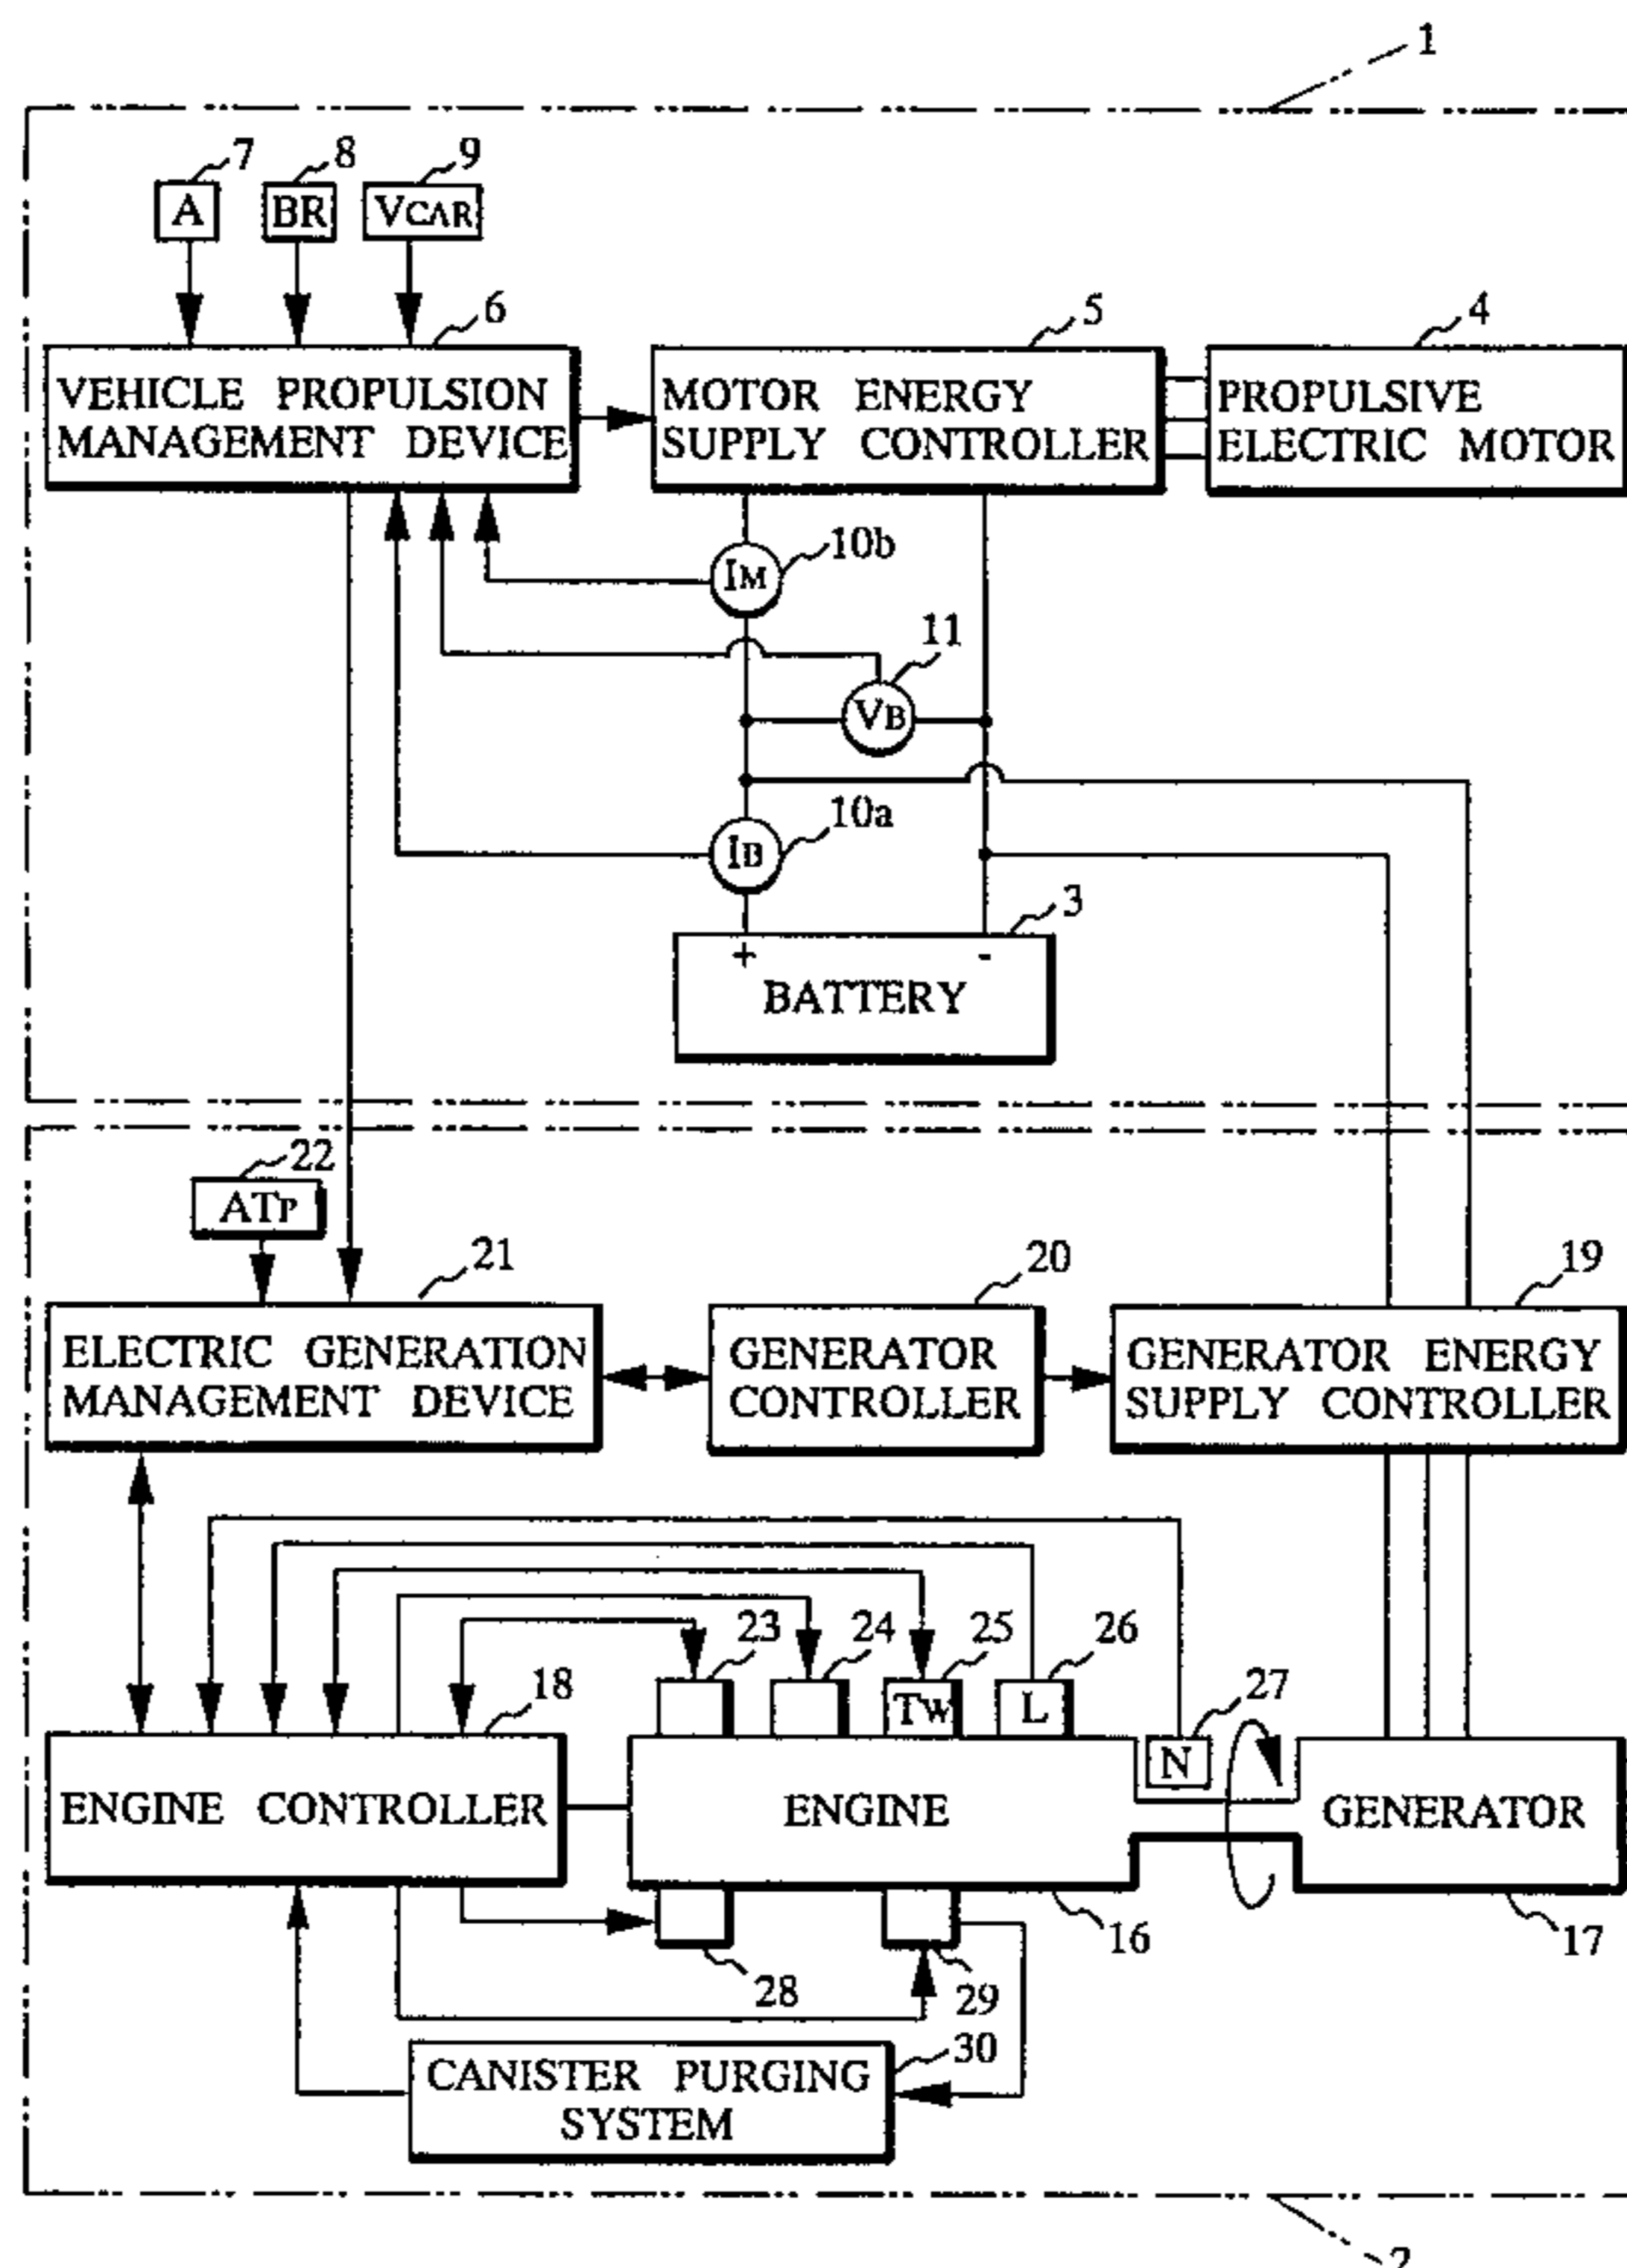 1
7
8
9
A
BR
VCAR
6
5
4
VEHICLE PROPULSION
MANAGEMENT DEVICE
MOTOR ENERGY
SUPPLY CONTROLLER
PROPULSIVE
ELECTRIC MOTOR
10b
IM
11
VB
10a
IB
3
+
-
BATTERY
22
ATP
21
20
19
ELECTRIC GENERATION
MANAGEMENT DEVICE
GENERATOR
CONTROLLER
GENERATOR ENERGY
SUPPLY CONTROLLER
23
24
25
26
27
18
TW
L
N
ENGINE CONTROLLER
ENGINE
GENERATOR
16
17
28
29
30
CANISTER PURGING
SYSTEM
2